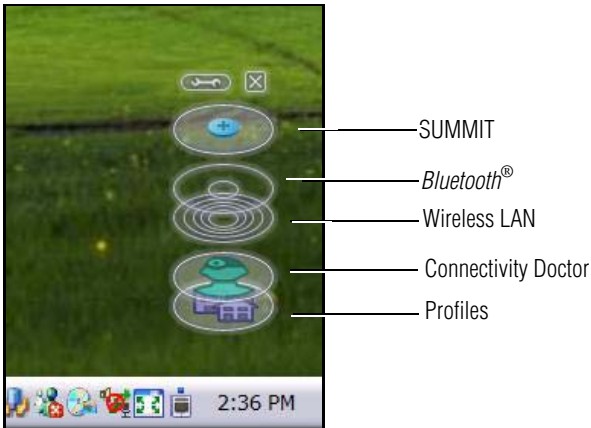 SUMMIT
Bluetooth®
Wireless LAN
Connectivity Doctor
Profiles
2:36 PM